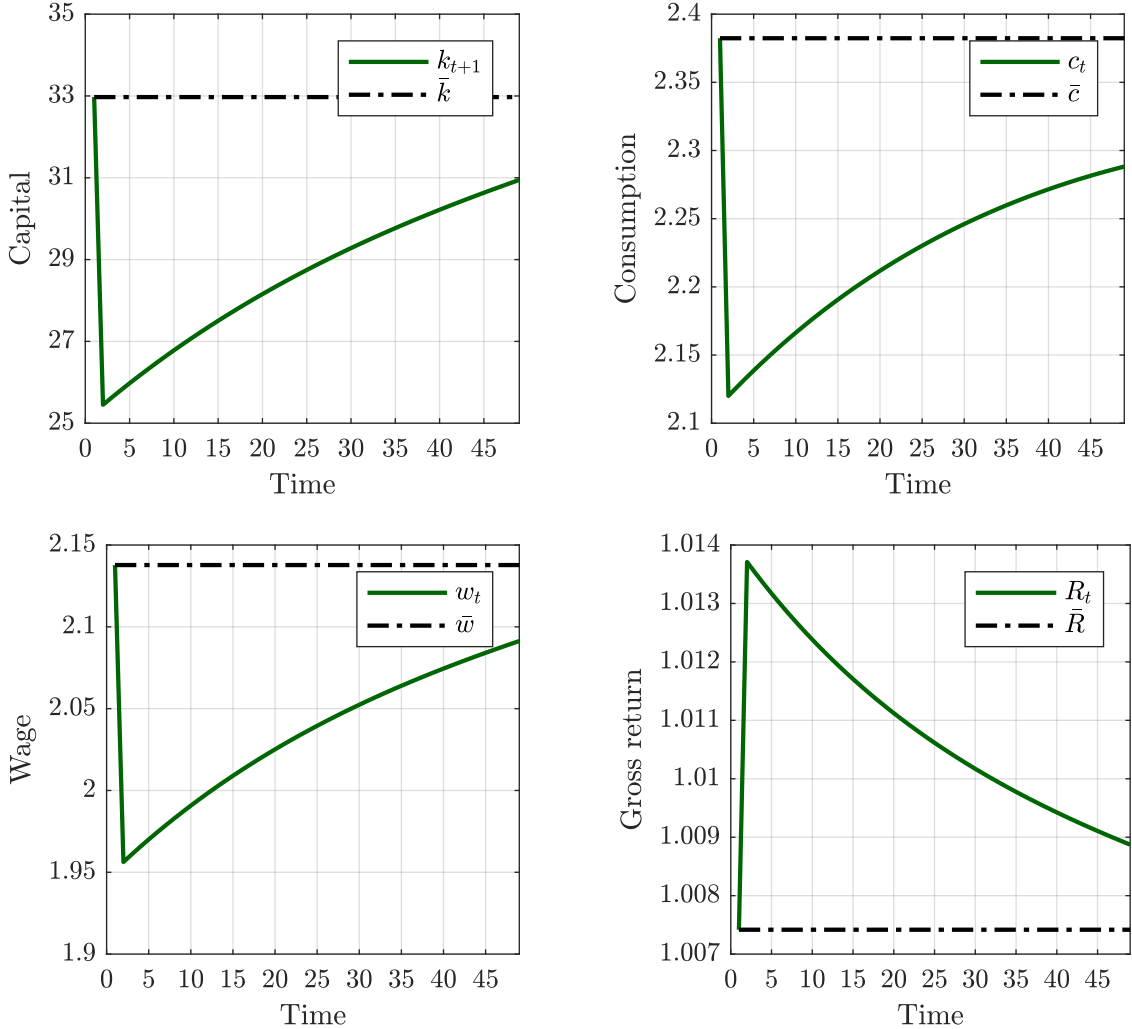 35
33
31
29
27
25
0 5 10 15 20 25 30 35 40 45
Capital
Time
k_{t+1}
k̄
2.4
2.35
2.3
2.25
2.2
2.15
2.1
0 5 10 15 20 25 30 35 40 45
Consumption
Time
c_t
c̄
2.15
2.1
2.05
2
1.95
1.9
0 5 10 15 20 25 30 35 40 45
Wage
Time
w_t
w̄
1.014
1.013
1.012
1.011
1.01
1.009
1.008
1.007
0 5 10 15 20 25 30 35 40 45
Gross return
Time
R_t
R̄